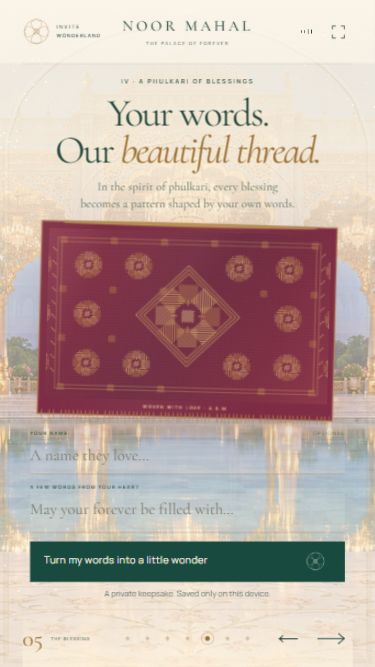 INVITE
WONDERLAND
NOOR MAHAL
THE PALACE OF FOREVER
IV · A PHULKARI OF BLESSINGS
Your words.
Our beautiful thread.
In the spirit of phulkari, every blessing
becomes a pattern shaped by your own words.
WOVEN WITH LOVE · A & M
YOUR NAME
OPTIONAL
A name they love...
A FEW WORDS FROM YOUR HEART
May your forever be filled with...
Turn my words into a little wonder
A private keepsake. Saved only on this device.
05
THE BLESSING